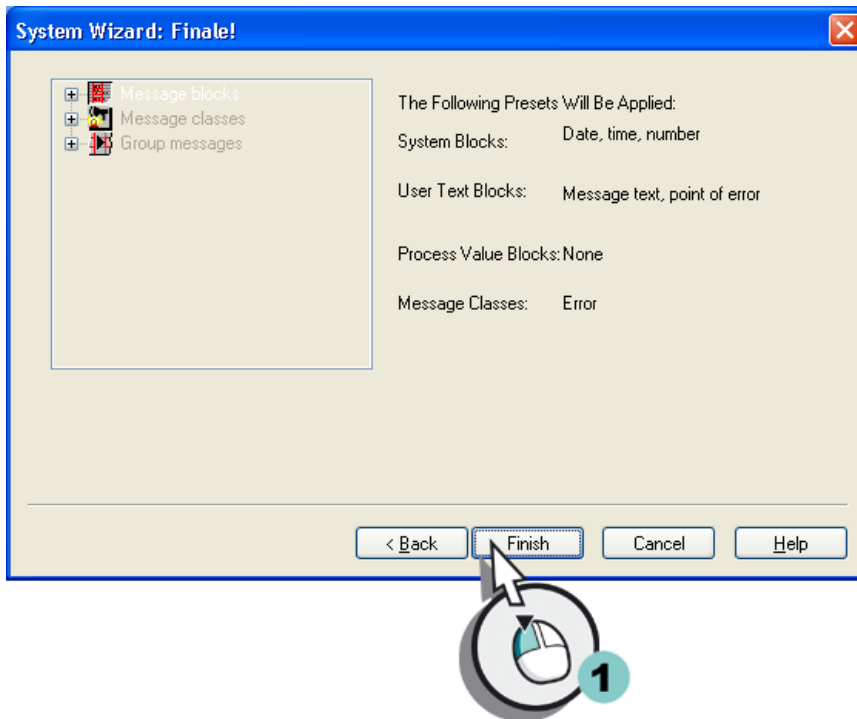 System Wizard: Finale!
Message blocks
Message classes
Group messages
The Following Presets Will Be Applied:
System Blocks: Date, time, number
User Text Blocks: Message text, point of error
Process Value Blocks: None
Message Classes: Error
< Back Finish Cancel Help
1